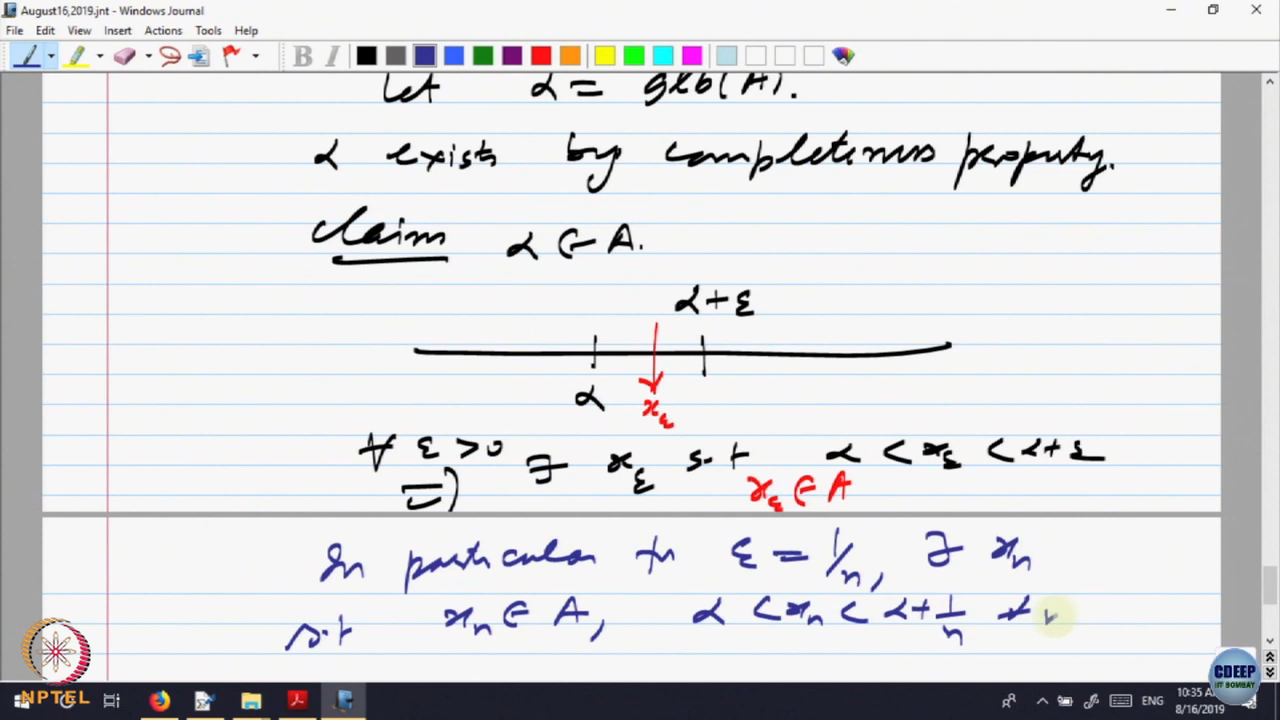 August16,2019.jnt - Windows Journal
File Edit View Insert Actions Tools Help
B I
Let α = glb(A).
α exists by completeness property.
Claim α ∈ A.
α+ε
α
xε
∀ ε > 0 ∃ xε s.t α < xε < α+ε
⇒
xε ∈ A
In particular for ε = 1/n, ∃ xn
s.t xn ∈ A, α < xn < α+1/n ∀ n
NPTEL
CDEEP
IIT BOMBAY
ENG
10:35 A
8/16/2019